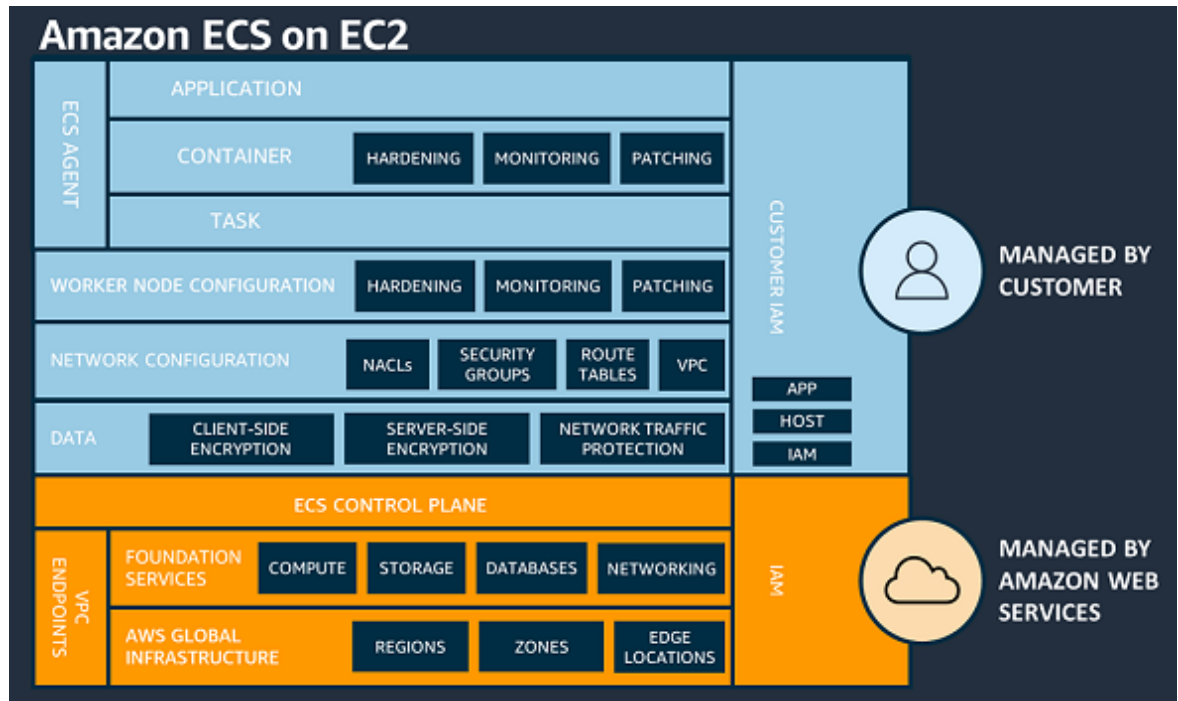 Amazon ECS on EC2
ECS AGENT
APPLICATION
CONTAINER
HARDENING
MONITORING
PATCHING
TASK
WORKER NODE CONFIGURATION
HARDENING
MONITORING
PATCHING
NETWORK CONFIGURATION
NACLs
SECURITY
GROUPS
ROUTE
TABLES
VPC
DATA
CLIENT-SIDE
ENCRYPTION
SERVER-SIDE
ENCRYPTION
NETWORK TRAFFIC
PROTECTION
CUSTOMER IAM
APP
HOST
IAM
MANAGED BY
CUSTOMER
ECS CONTROL PLANE
VPC
ENDPOINTS
FOUNDATION
SERVICES
COMPUTE
STORAGE
DATABASES
NETWORKING
AWS GLOBAL
INFRASTRUCTURE
REGIONS
ZONES
EDGE
LOCATIONS
IAM
MANAGED BY
AMAZON WEB
SERVICES